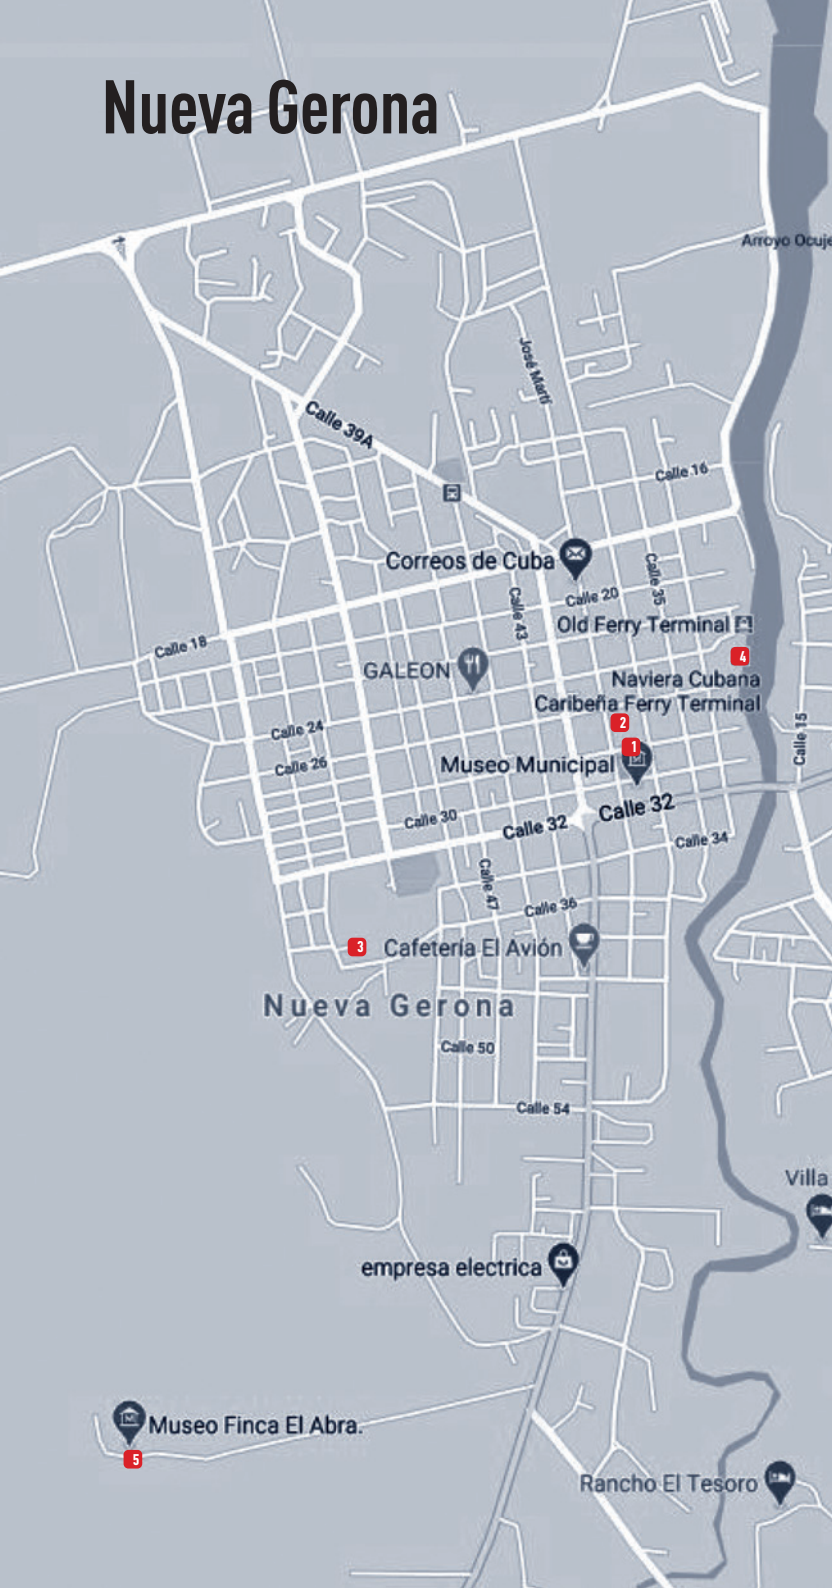 Nueva Gerona
Arroyo Ocuje
José Martí
Calle 39A
Calle 16
Correos de Cuba
Calle 35
Calle 20
Calle 43
Old Ferry Terminal
Calle 18
4
GALEON
Naviera Cubana
Caribeña Ferry Terminal
2
Calle 24
Calle 15
1
Museo Municipal
Calle 26
Calle 32
Calle 30
Calle 32
Calle 34
Calle 47
Calle 36
3
Cafetería El Avión
Nueva Gerona
Calle 50
Calle 54
Villa
empresa electrica
Museo Finca El Abra.
5
Rancho El Tesoro